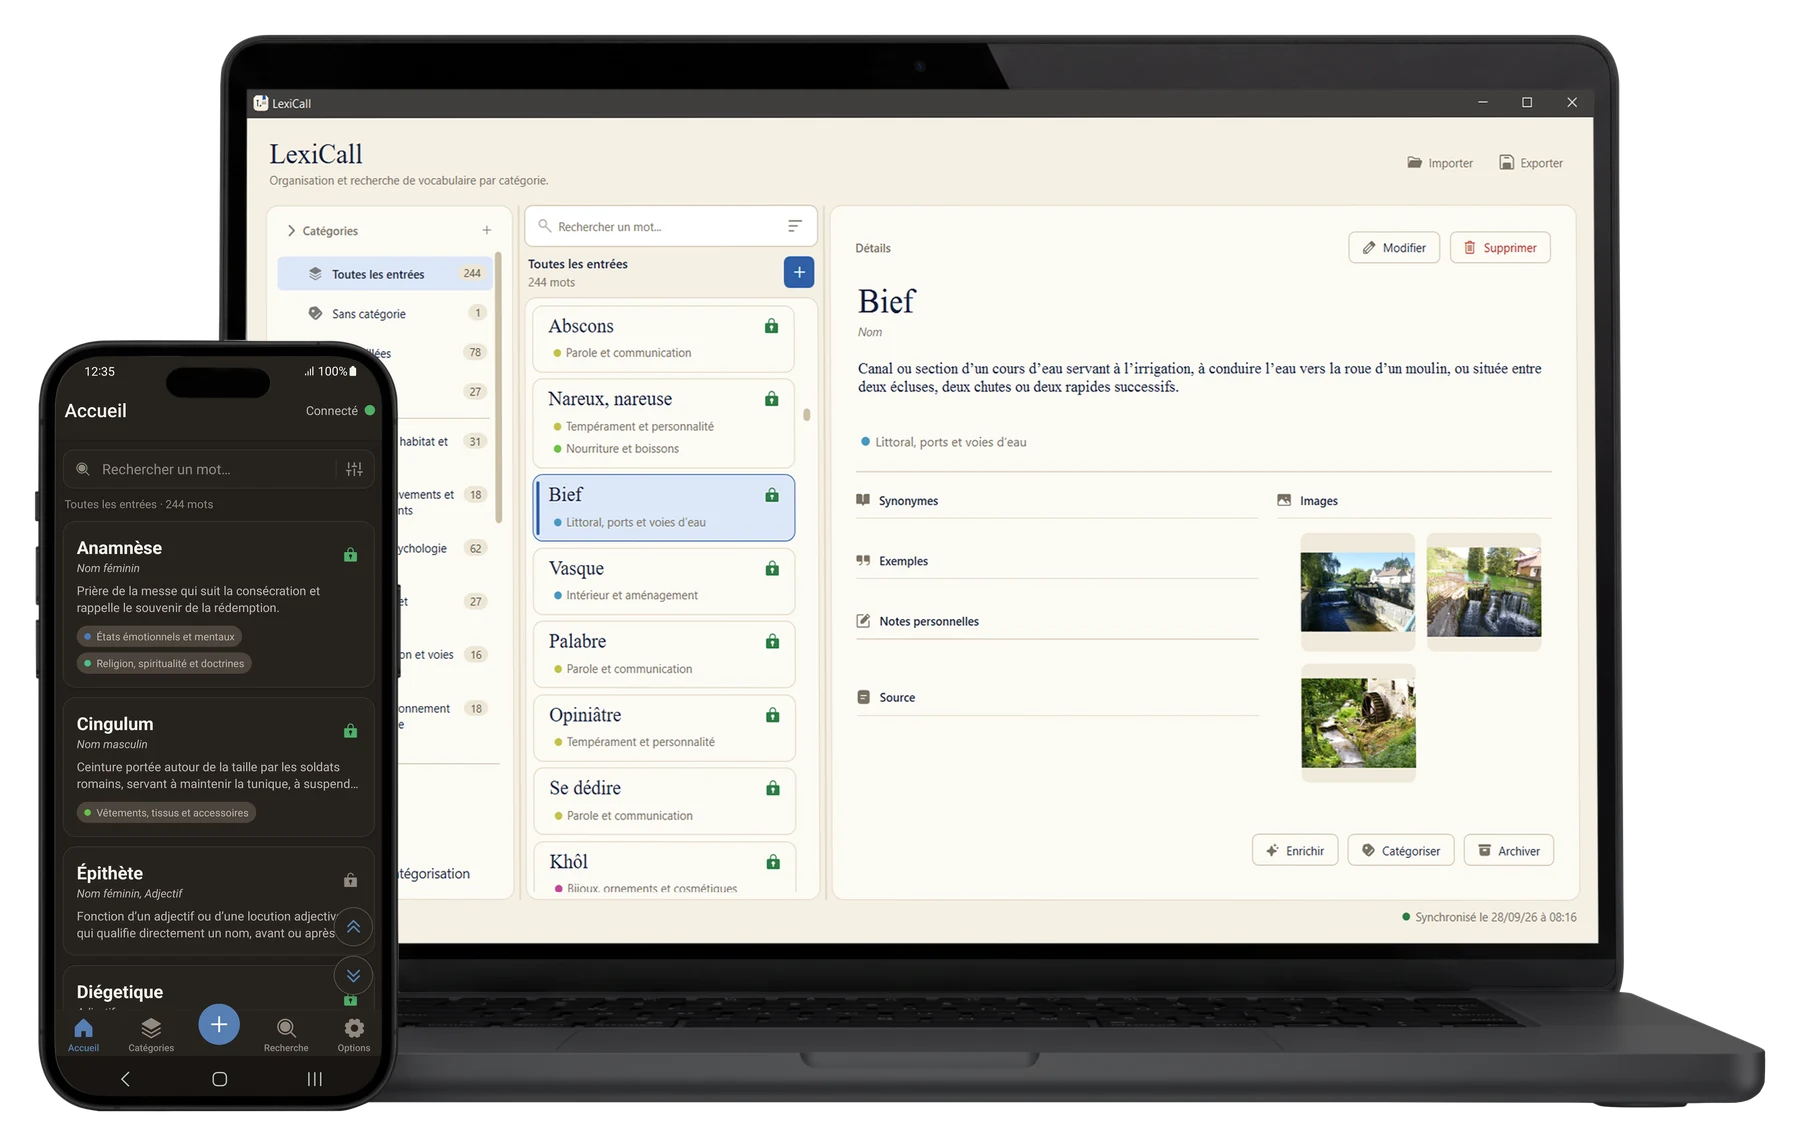 LexiCall
LexiCall
Organisation et recherche de vocabulaire par catégorie.
Importer
Exporter
Catégories
Toutes les entrées 244
Sans catégorie 1
78
27
habitat et 31
18
62
et 27
voies 16
18
Rechercher un mot...
Toutes les entrées
244 mots
Abscons
Parole et communication
Nareux, nareuse
Tempérament et personnalité
Nourriture et boissons
Bief
Littoral, ports et voies d'eau
Vasque
Intérieur et aménagement
Palabre
Parole et communication
Opiniâtre
Tempérament et personnalité
Se dédire
Parole et communication
Khôl
Bijoux, ornements et cosmétiques
Détails
Modifier
Supprimer
Bief
Nom
Canal ou section d’un cours d’eau servant à l’irrigation, à conduire l’eau vers la roue d’un moulin, ou située entre
deux écluses, deux chutes ou deux rapides successifs.
Littoral, ports et voies d'eau
Synonymes
Exemples
Notes personnelles
Source
Images
Enrichir
Catégoriser
Archiver
Synchronisé le 28/09/26 à 08:16
12:35
100%
Accueil
Connecté
Rechercher un mot...
Toutes les entrées · 244 mots
Anamnèse
Nom féminin
Prière de la messe qui suit la consécration et
rappelle le souvenir de la rédemption.
États émotionnels et mentaux
Religion, spiritualité et doctrines
Cingulum
Nom masculin
Ceinture portée autour de la taille par les soldats
romains, servant à maintenir la tunique, à suspend...
Vêtements, tissus et accessoires
Épithète
Nom féminin, Adjectif
Fonction d’un adjectif ou d’une locution
qui qualifie directement un nom, avant ou après
Diégetique
Accueil
Catégories
Recherche
Options